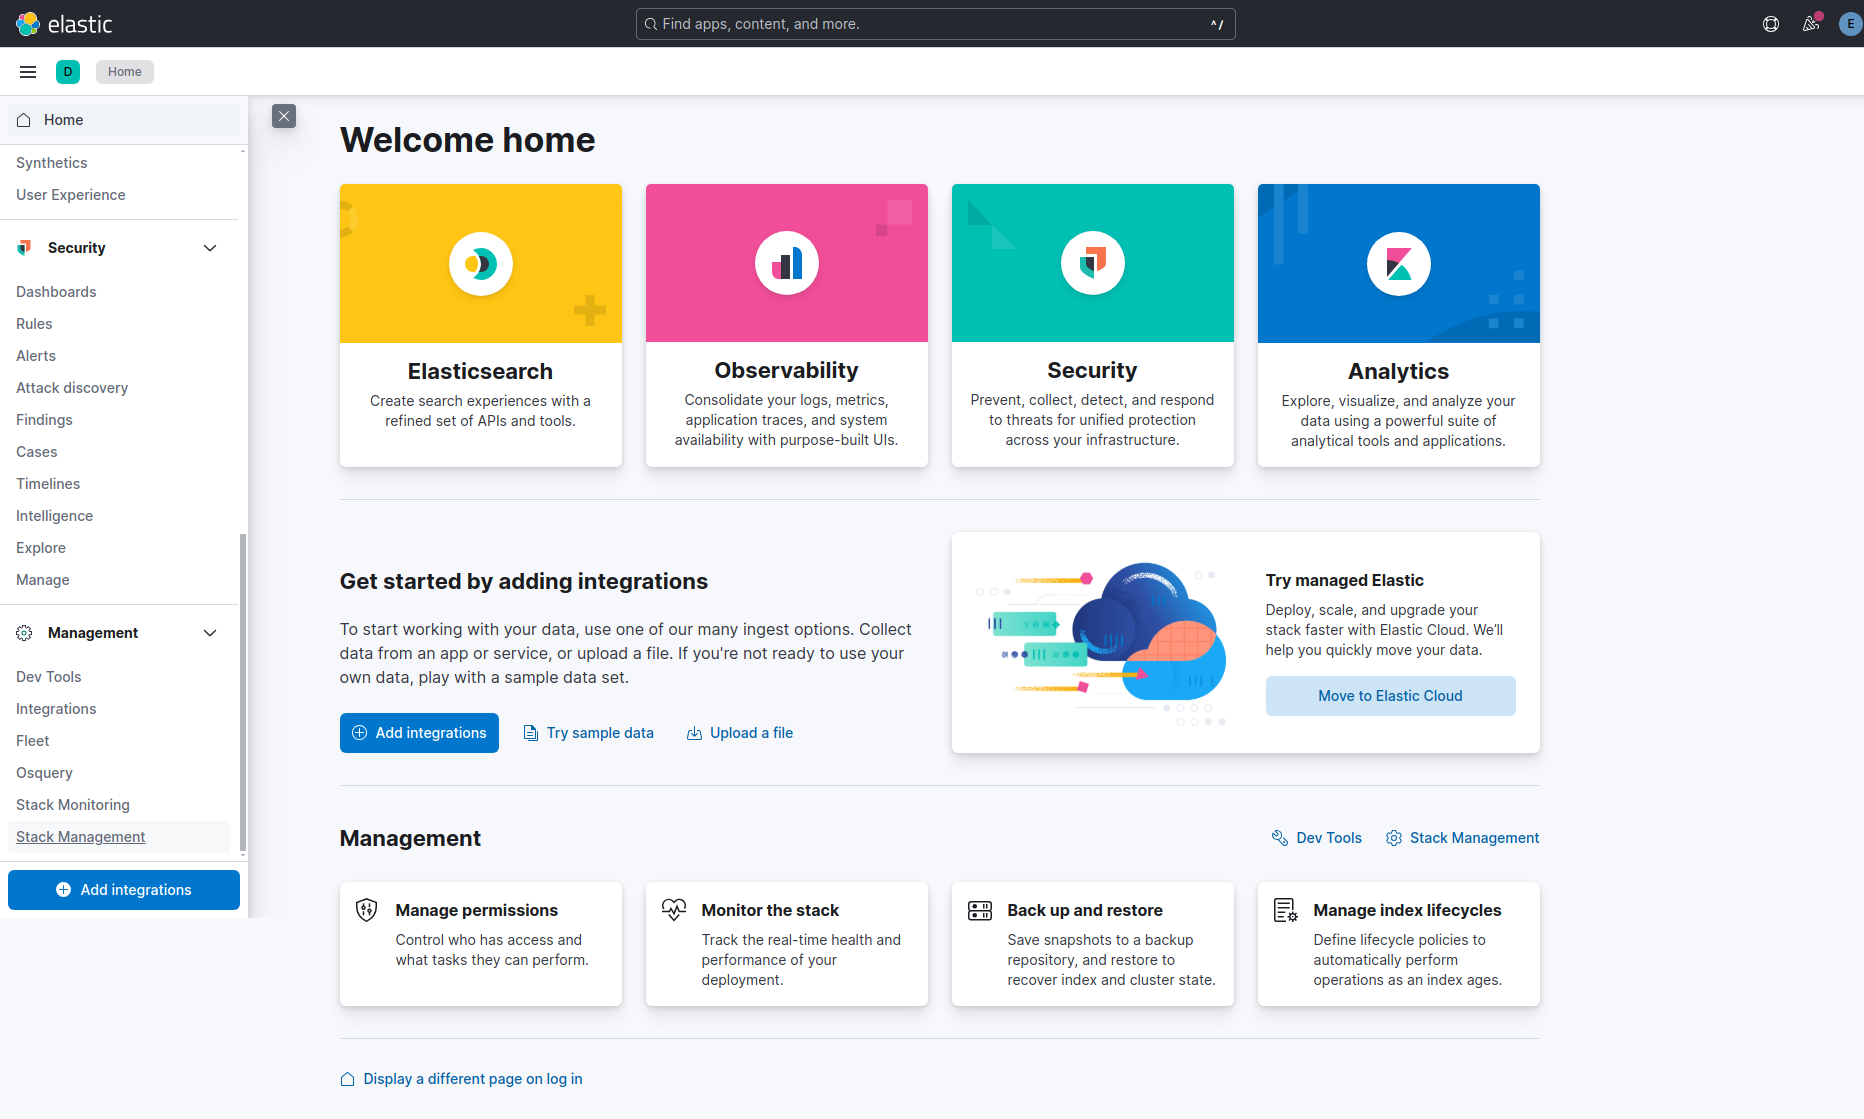 elastic
Find apps, content, and more.
^/
E
D
Home
Home
Synthetics
User Experience
Security
Dashboards
Rules
Alerts
Attack discovery
Findings
Cases
Timelines
Intelligence
Explore
Manage
Management
Dev Tools
Integrations
Fleet
Osquery
Stack Monitoring
Stack Management
Add integrations
Welcome home
Elasticsearch
Create search experiences with a
refined set of APIs and tools.
Observability
Consolidate your logs, metrics,
application traces, and system
availability with purpose-built UIs.
Security
Prevent, collect, detect, and respond
to threats for unified protection
across your infrastructure.
Analytics
Explore, visualize, and analyze your
data using a powerful suite of
analytical tools and applications.
Get started by adding integrations
To start working with your data, use one of our many ingest options. Collect
data from an app or service, or upload a file. If you're not ready to use your
own data, play with a sample data set.
Add integrations
Try sample data
Upload a file
Try managed Elastic
Deploy, scale, and upgrade your
stack faster with Elastic Cloud. We’ll
help you quickly move your data.
Move to Elastic Cloud
Management
Dev Tools
Stack Management
Manage permissions
Control who has access and
what tasks they can perform.
Monitor the stack
Track the real-time health and
performance of your
deployment.
Back up and restore
Save snapshots to a backup
repository, and restore to
recover index and cluster state.
Manage index lifecycles
Define lifecycle policies to
automatically perform
operations as an index ages.
Display a different page on log in